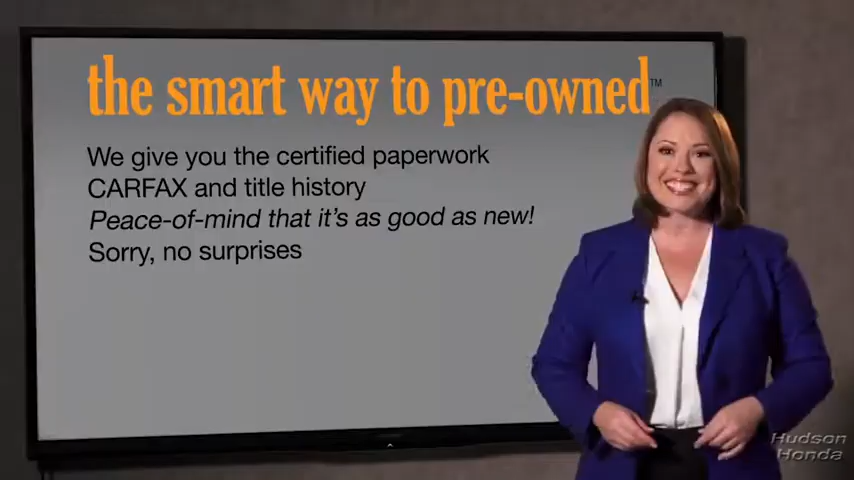 the smart way to pre-owned™
We give you the certified paperwork
CARFAX and title history
Peace-of-mind that it's as good as new!
Sorry, no surprises
Hudson
Honda